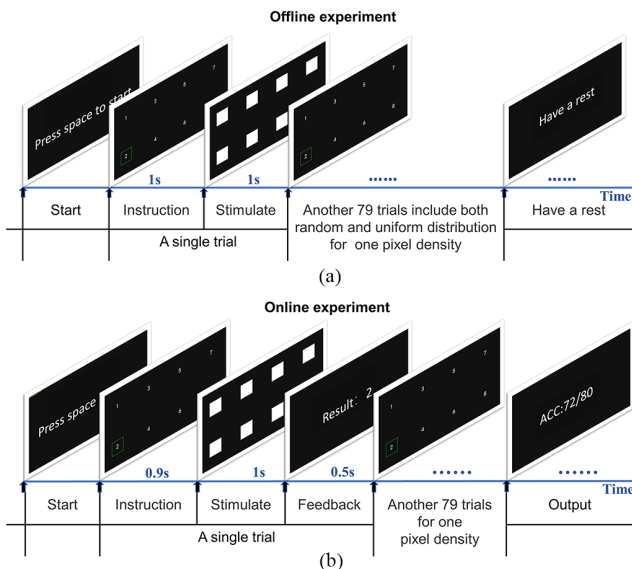 Offline experiment
Press space to start
1 3 5 7
2 4 6
1 3 5 7
2 4 6 8
Have a rest
1s 1s ...... ......
Time
Start Instruction Stimulate Another 79 trials include both Have a rest
random and uniform distribution
for one pixel density
A single trial
(a)
Online experiment
Press space
1 3 5 7
2 4 6
Result: 2
1 3 5 7
2 4 6 8
ACC:72/80
0.9s 1s 0.5s ...... ......
Time
Start Instruction Stimulate Feedback Another 79 trials Output
for one
pixel density
A single trial
(b)